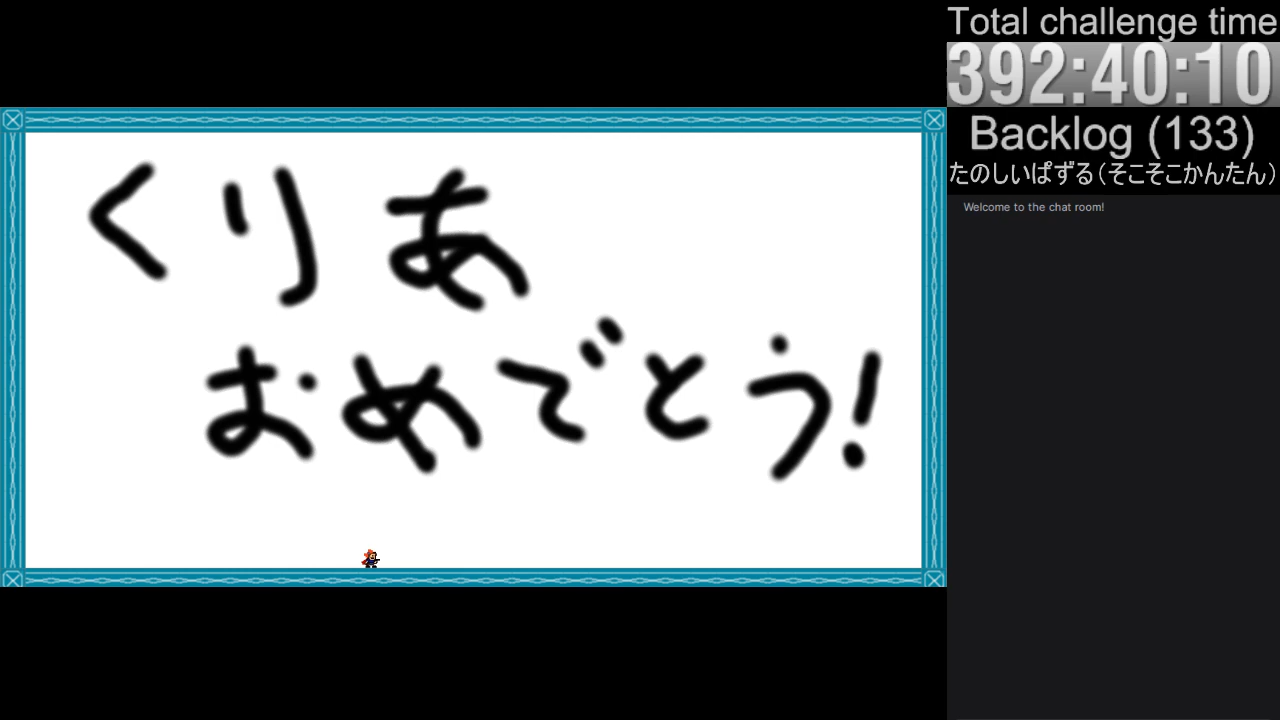 Total challenge time
392:40:10
Backlog (133)
たのしいぱずる(そこそこかんたん)
Welcome to the chat room!
くりあ
おめでとう!